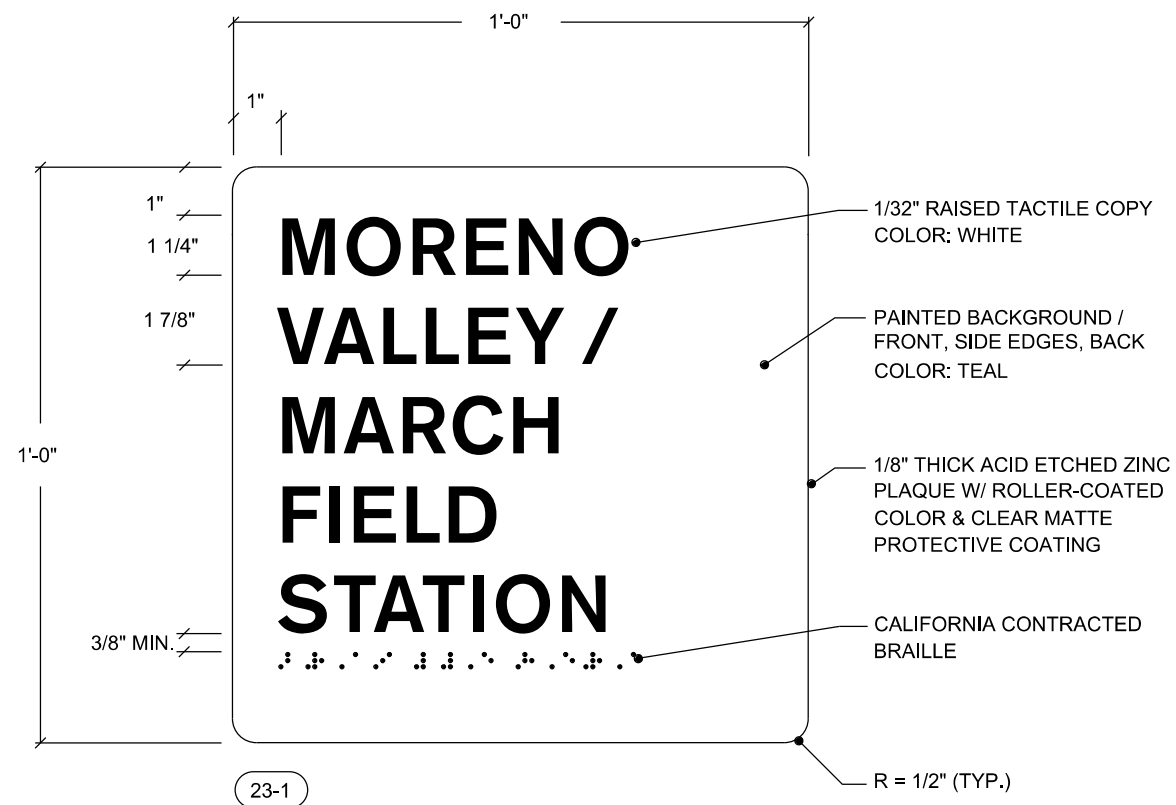 1'-0"
1"
1"
1 1/4"
1 7/8"
1'-0"
3/8" MIN.
MORENO
VALLEY /
MARCH
FIELD
STATION
1/32" RAISED TACTILE COPY
COLOR: WHITE
PAINTED BACKGROUND /
FRONT, SIDE EDGES, BACK
COLOR: TEAL
1/8" THICK ACID ETCHED ZINC
PLAQUE W/ ROLLER-COATED
COLOR & CLEAR MATTE
PROTECTIVE COATING
CALIFORNIA CONTRACTED
BRAILLE
R = 1/2" (TYP.)
23-1